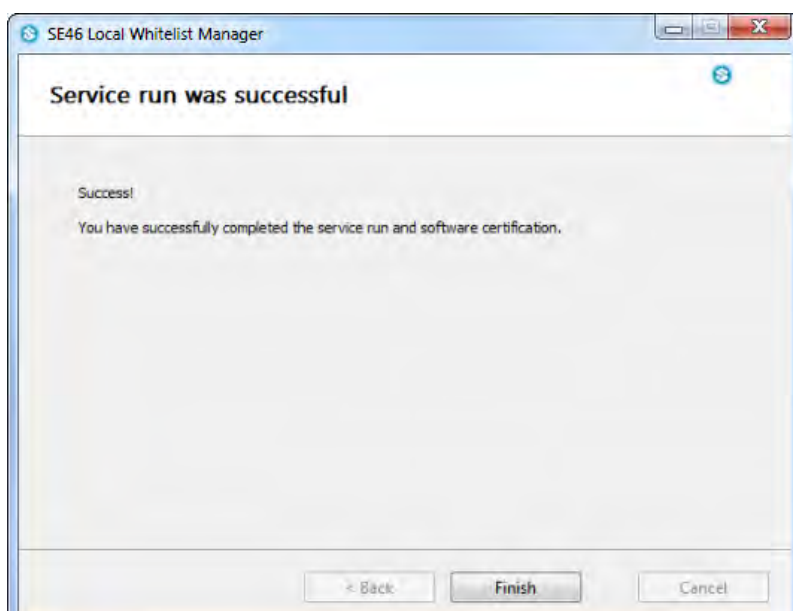 SE46 Local Whitelist Manager
Service run was successful
Success!
You have successfully completed the service run and software certification.
< Back Finish Cancel